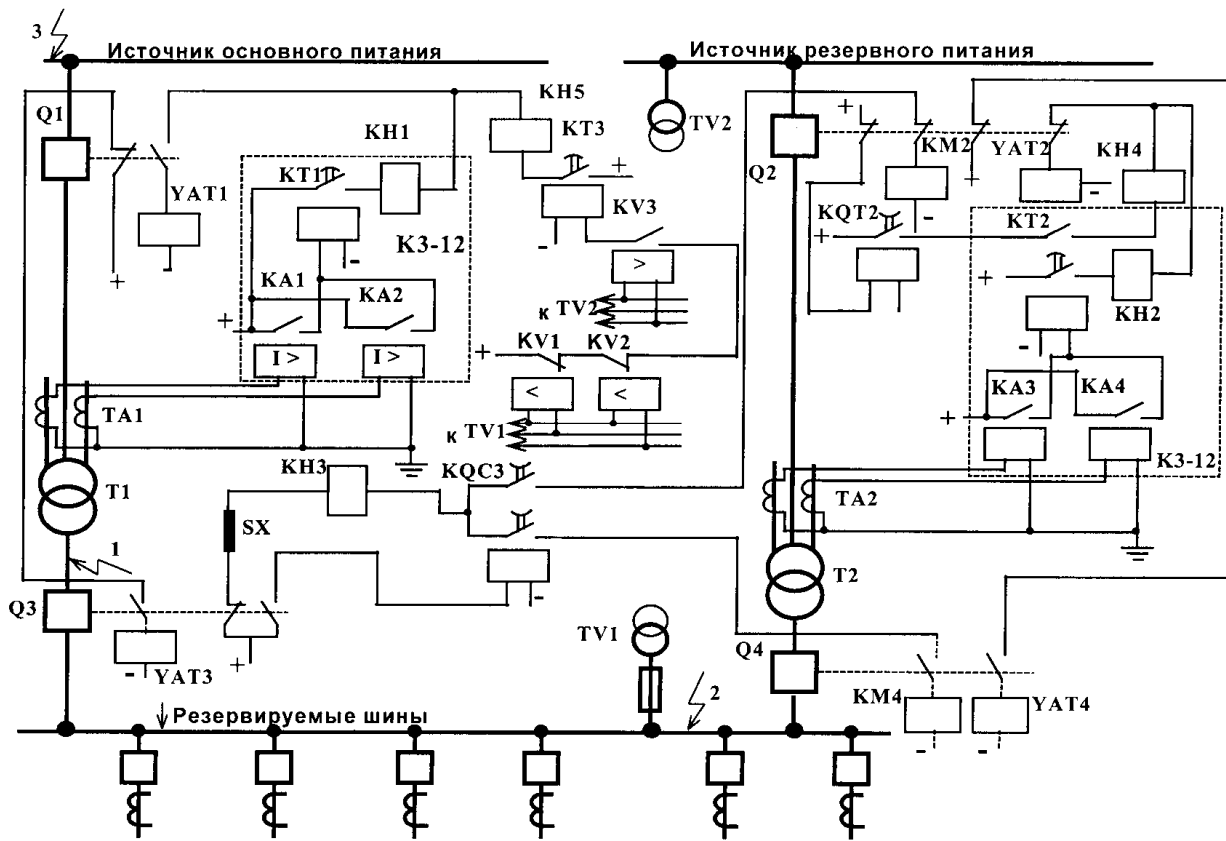 3
Источник основного питания
Источник резервного питания
Q1
KH5
KT3
TV2
+
Q2
KM2
YAT2
KH4
KH1
KT1
YAT1
+
KV3
-
-
КЗ-12
-
-
+
KQT2
+
KT2
+
KH2
-
KA1
KA2
+
I >
I >
>
к TV2
+
KV1
KV2
<
<
к TV1
KA3
KA4
+
КЗ-12
TA1
TA2
KH3
KQC3
T1
SX
1
T2
-
Q3
TV1
Q4
- YAT3
+
2
KM4
YAT4
-
-
Резервируемые шины